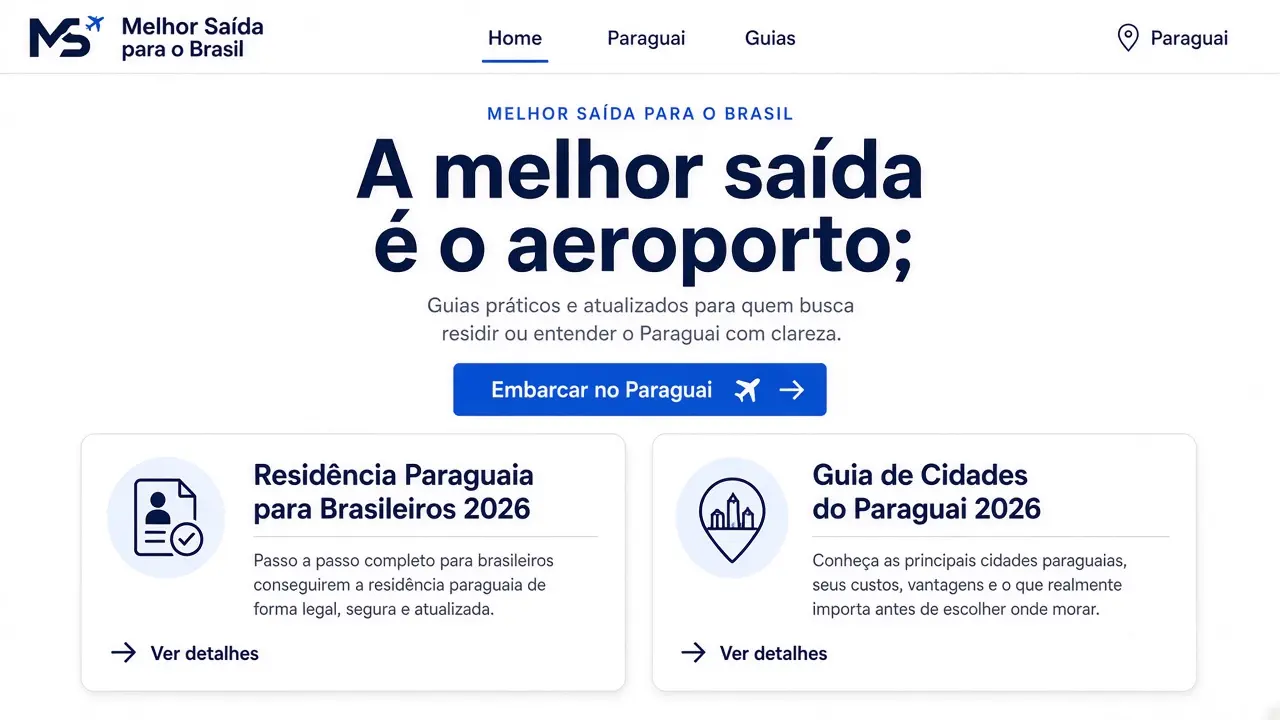 MS
Melhor Saída
para o Brasil
Home
Paraguai
Guias
Paraguai
MELHOR SAÍDA PARA O BRASIL
A melhor saída
é o aeroporto;
Guias práticos e atualizados para quem busca
residir ou entender o Paraguai com clareza.
Embarcar no Paraguai
Residência Paraguaia
para Brasileiros 2026
Passo a passo completo para brasileiros
conseguirem a residência paraguaia de
forma legal, segura e atualizada.
Ver detalhes
Guia de Cidades
do Paraguai 2026
Conheça as principais cidades paraguaias,
seus custos, vantagens e o que realmente
importa antes de escolher onde morar.
Ver detalhes